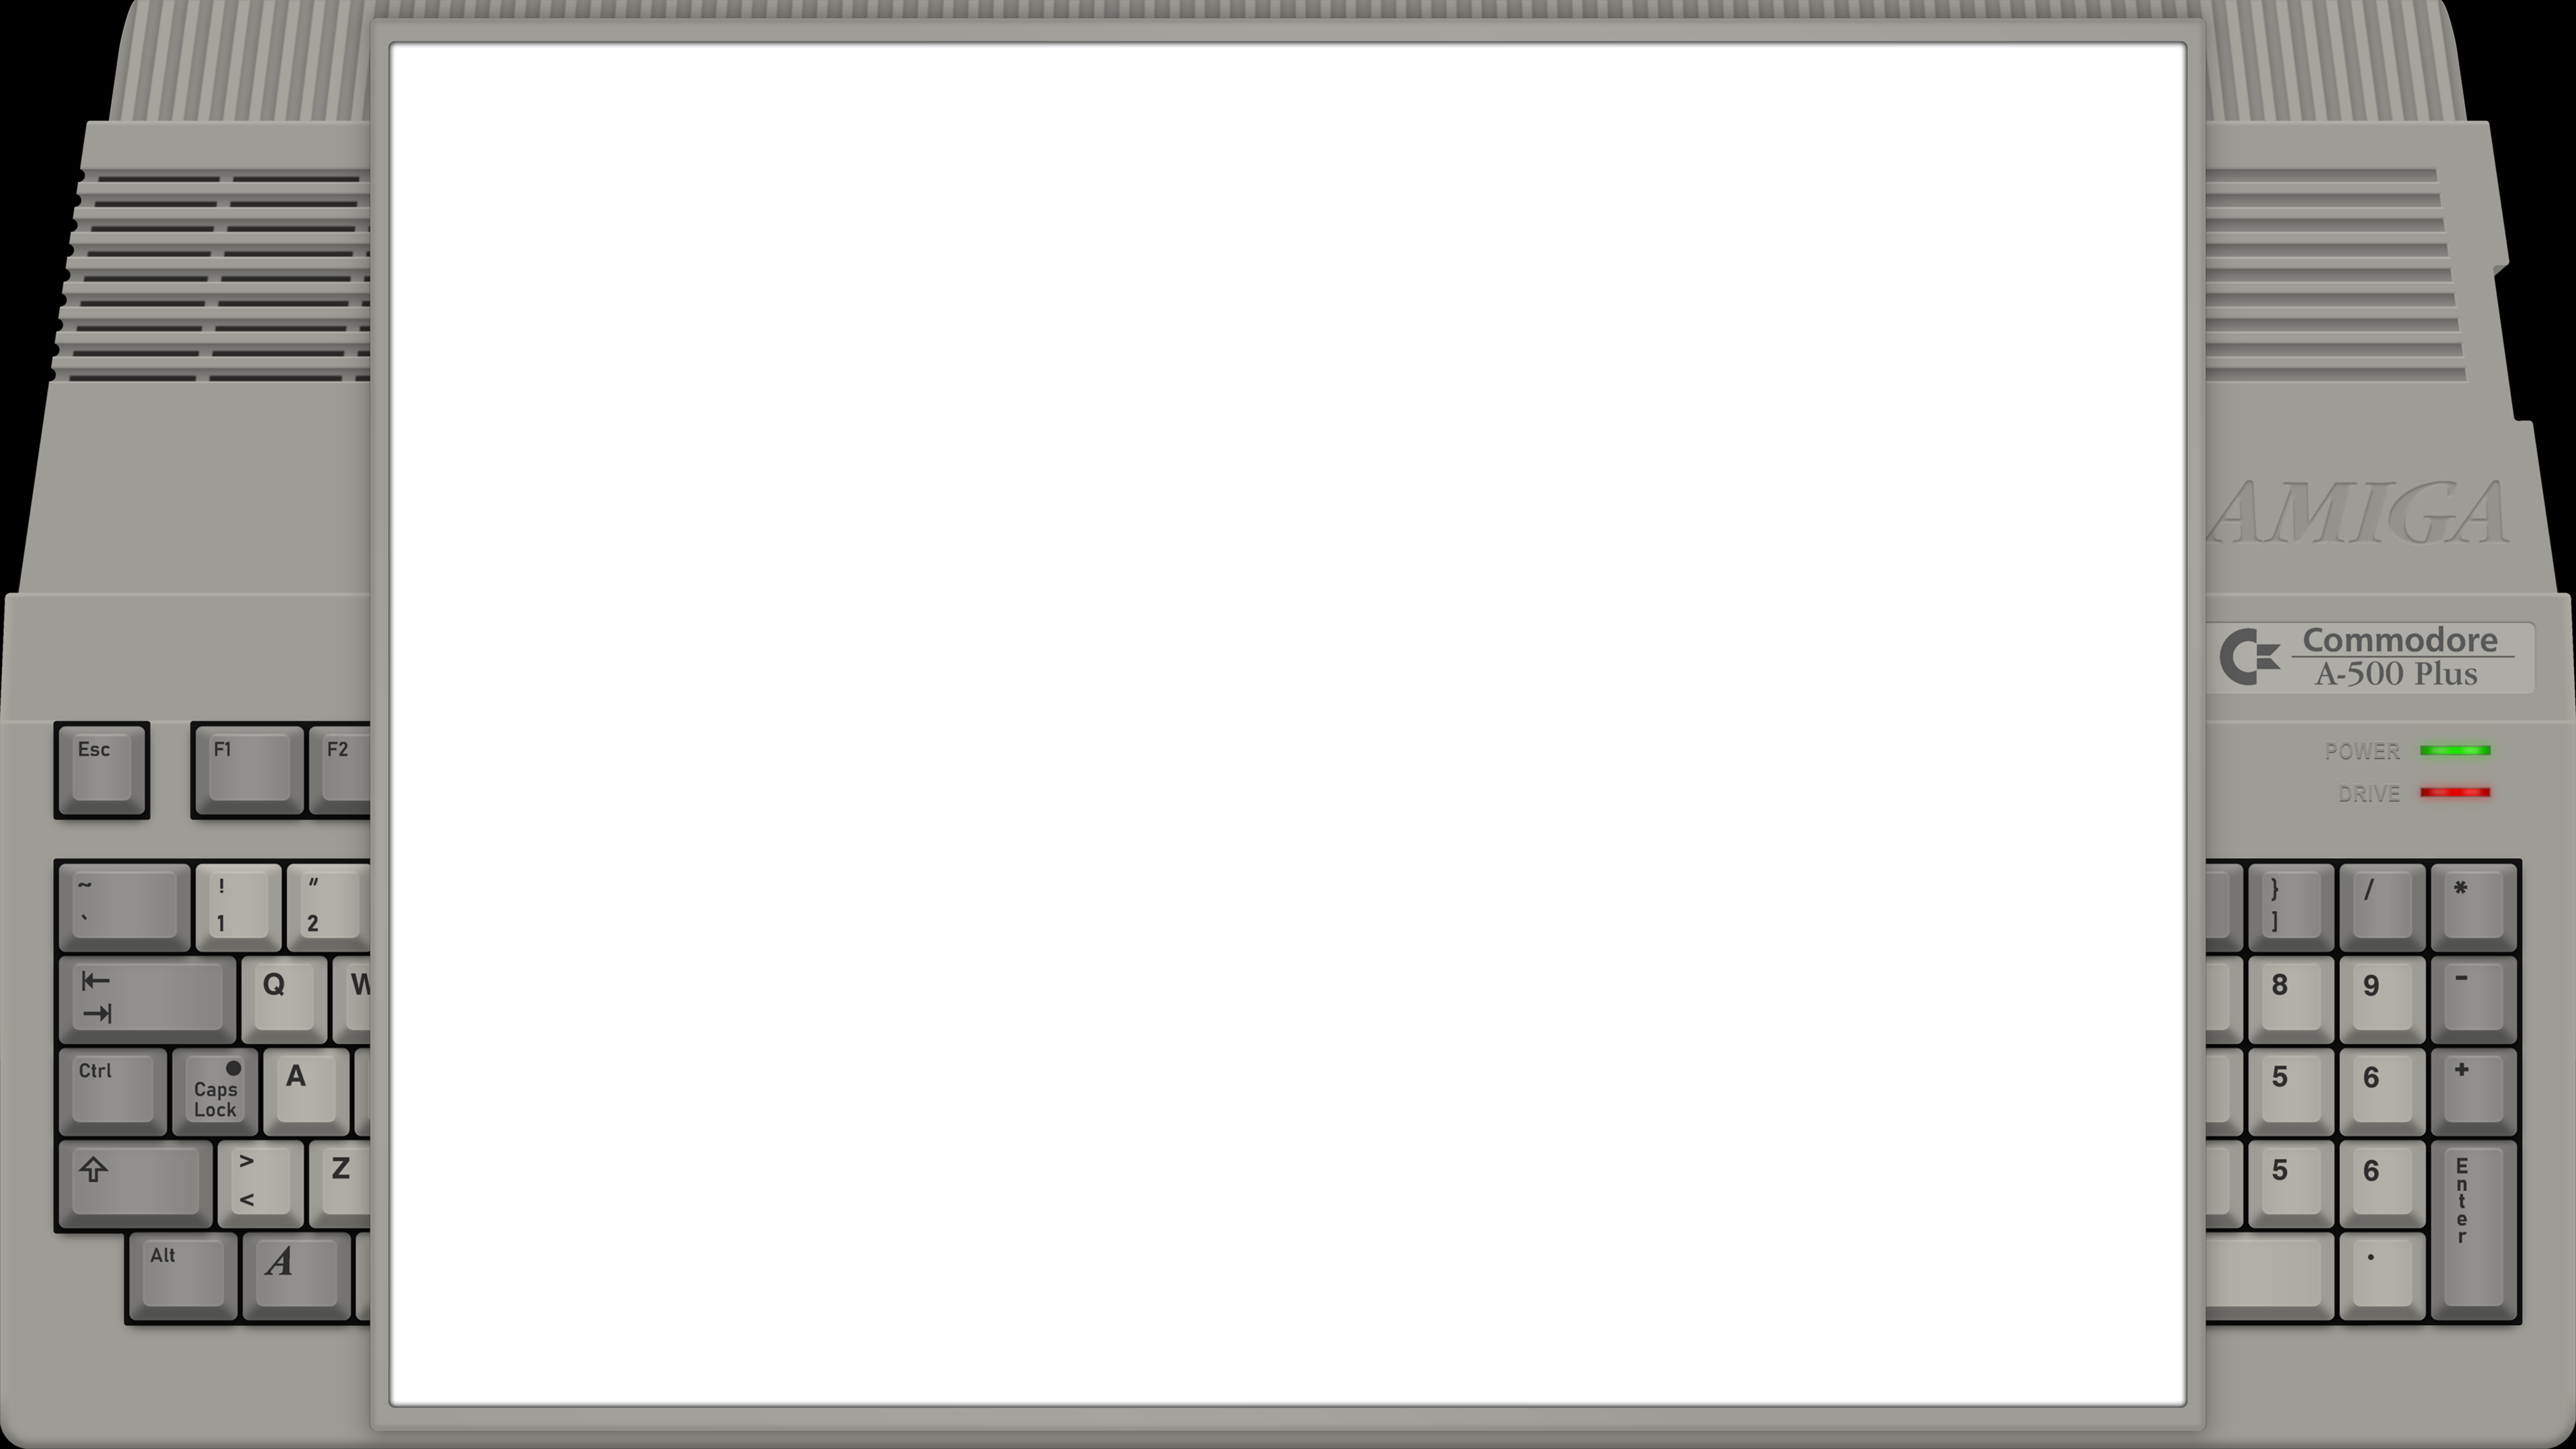 AMIGA
Commodore
A-500 Plus
POWER
DRIVE
Esc
F1
F2
~
`
!
1
"
2
}
]
/
*
Q
W
8
9
-
Ctrl
Caps
Lock
A
5
6
+
>
<
Z
5
6
Enter
Alt
A
.